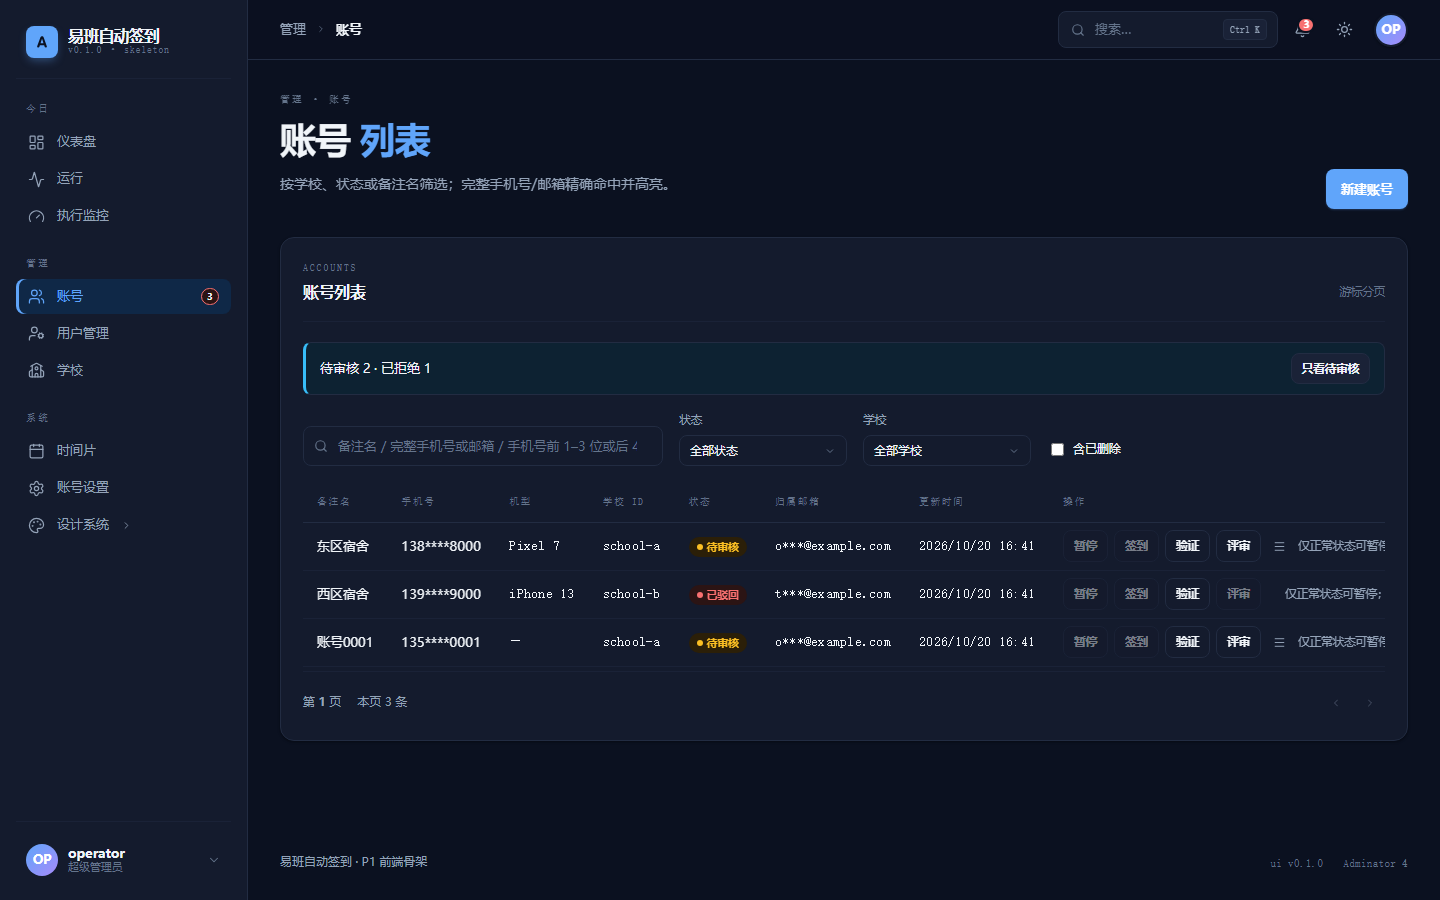 A
易班自动签到
v0.1.0 • skeleton
今日
仪表盘
运行
执行监控
管理
账号
3
用户管理
学校
系统
时间片
账号设置
设计系统
OP
operator
超级管理员
管理 › 账号
搜索...
Ctrl K
3
OP
管理 • 账号
账号 列表
按学校、状态或备注名筛选；完整手机号/邮箱精确命中并高亮。
新建账号
ACCOUNTS
账号列表
游标分页
待审核 2 · 已拒绝 1
只看待审核
状态
学校
备注名 / 完整手机号或邮箱 / 手机号前 1–3 位或后 4
全部状态
全部学校
含已删除
备注名 手机号 机型 学校 ID 状态 归属邮箱 更新时间 操作
东区宿舍 138****8000 Pixel 7 school-a 待审核 o***@example.com 2026/10/20 16:41 暂停 签到 验证 评审 ☰ 仅正常状态可暂停
西区宿舍 139****9000 iPhone 13 school-b 已驳回 t***@example.com 2026/10/20 16:41 暂停 签到 验证 评审 仅正常状态可暂停;
账号0001 135****0001 — school-a 待审核 o***@example.com 2026/10/20 16:41 暂停 签到 验证 评审 ☰ 仅正常状态可暂停
第 1 页 本页 3 条
易班自动签到 · P1 前端骨架
ui v0.1.0 Adminator 4